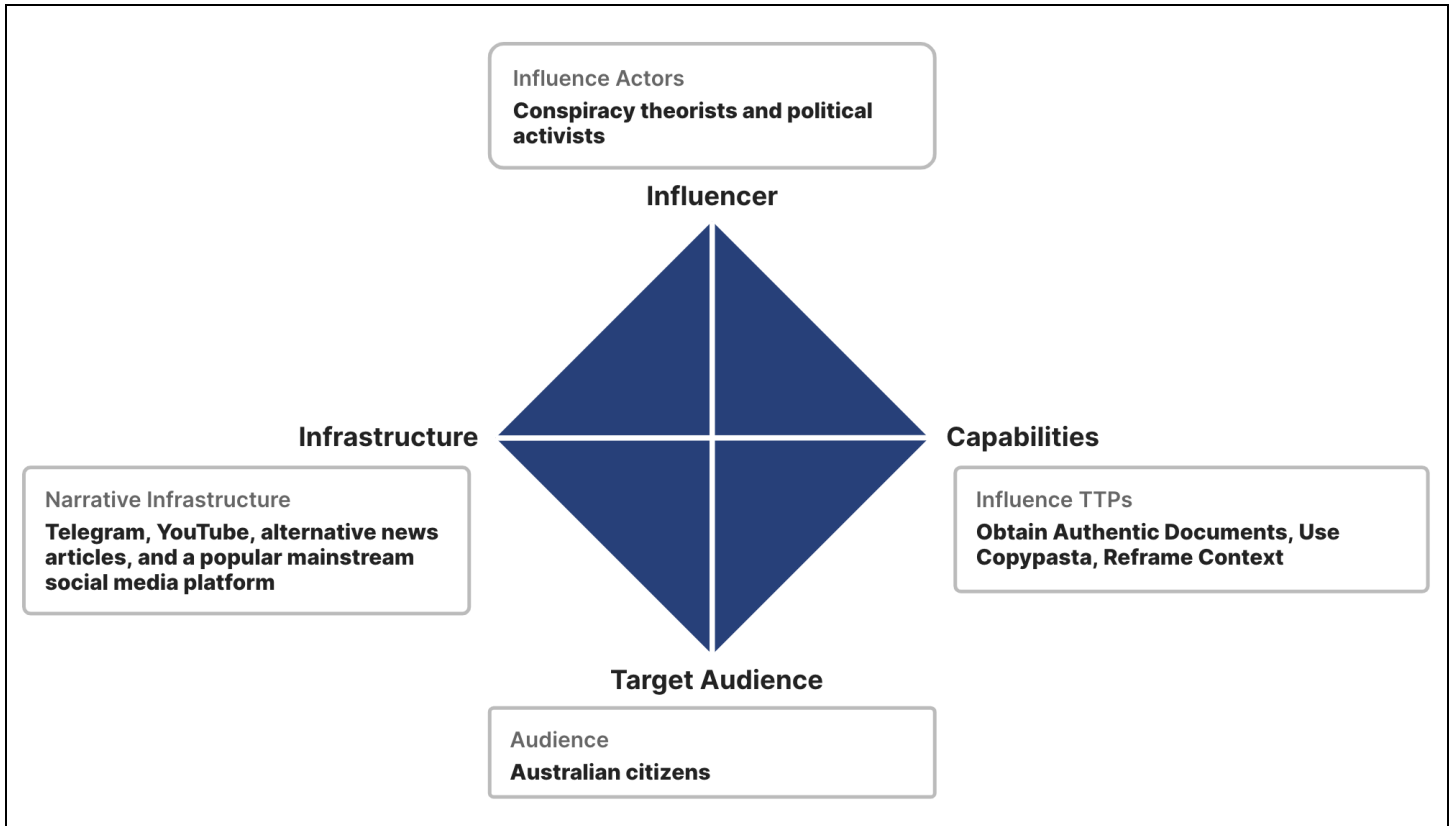 Influence Actors
Conspiracy theorists and political
activists
Influencer
Infrastructure
Capabilities
Narrative Infrastructure
Telegram, YouTube, alternative news
articles, and a popular mainstream
social media platform
Influence TTPs
Obtain Authentic Documents, Use
Copypasta, Reframe Context
Target Audience
Audience
Australian citizens